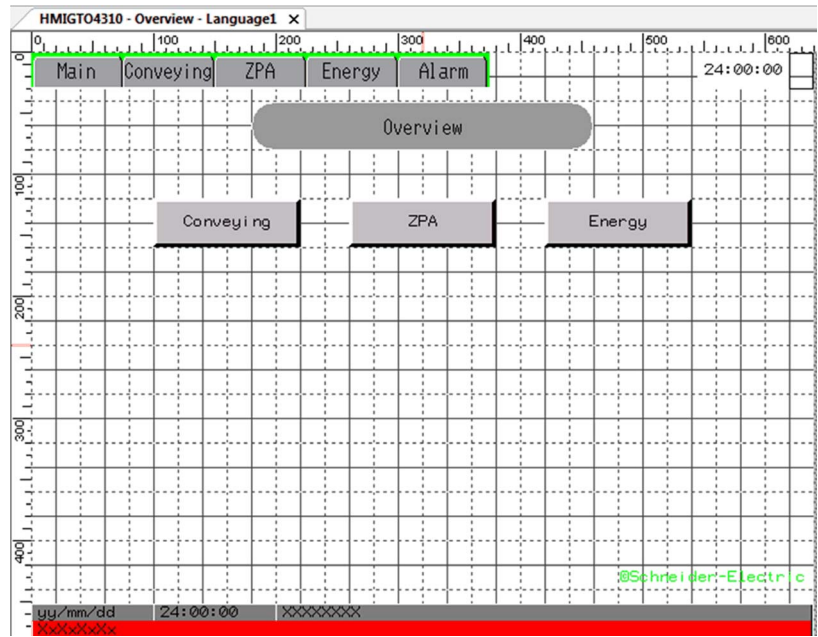 HMIGTO4310 - Overview - Language1 X
0 100 200 300 400 500 600
Main Conveying ZPA Energy Alarm 24:00:00
Overview
100
Conveying ZPA Energy
200
300
400
@Schneider-Electric
yy/mm/dd 24:00:00 XXXXXXXX
XxXxXxXx